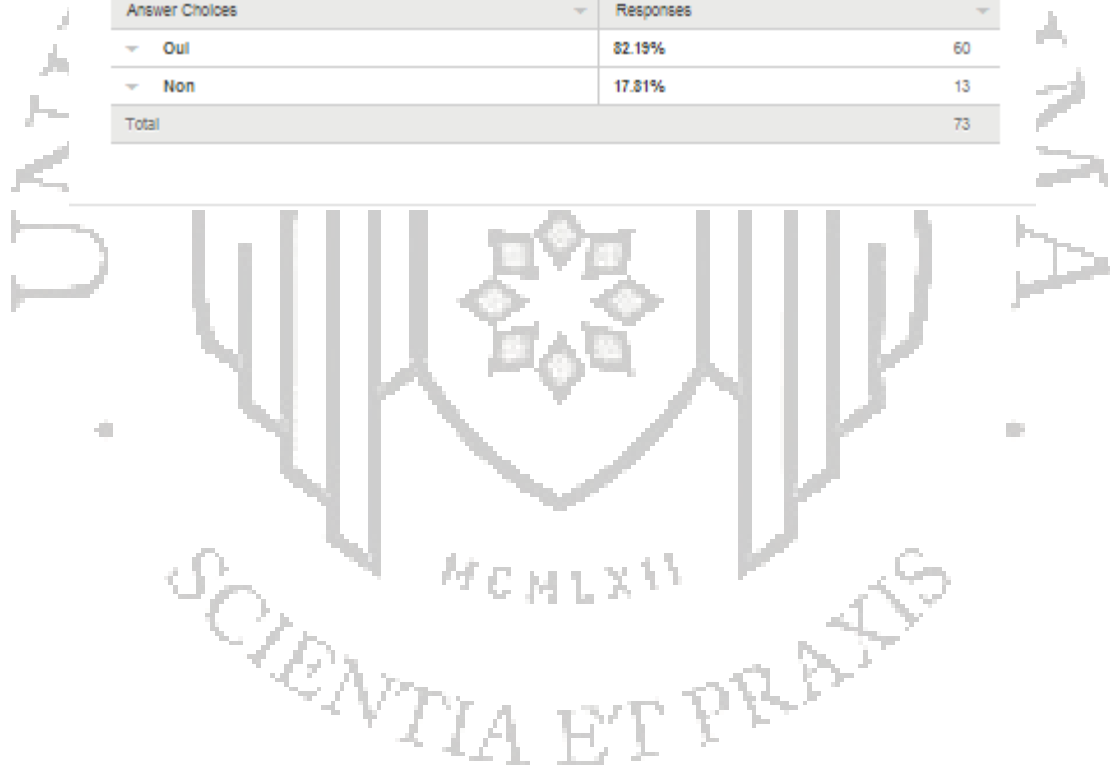 Answer Choices Responses
Oui 82.19% 60
Non 17.81% 13
Total 73
MCMLXII
SCIENTIA ET PRAXIS